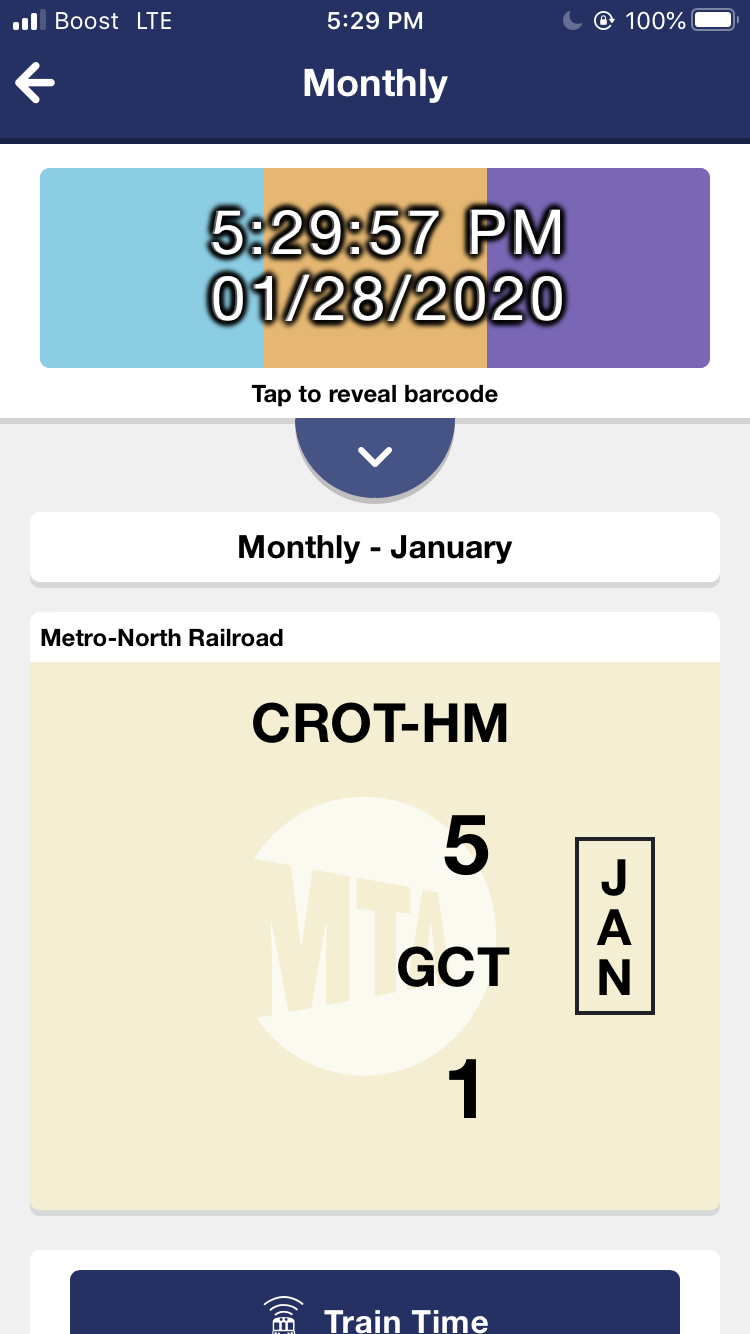 Boost LTE 5:29 PM 100%
Monthly
5:29:57 PM
01/28/2020
Tap to reveal barcode
Monthly - January
Metro-North Railroad
CROT-HM
5
MTA
GCT
1
J
A
N
Train Time